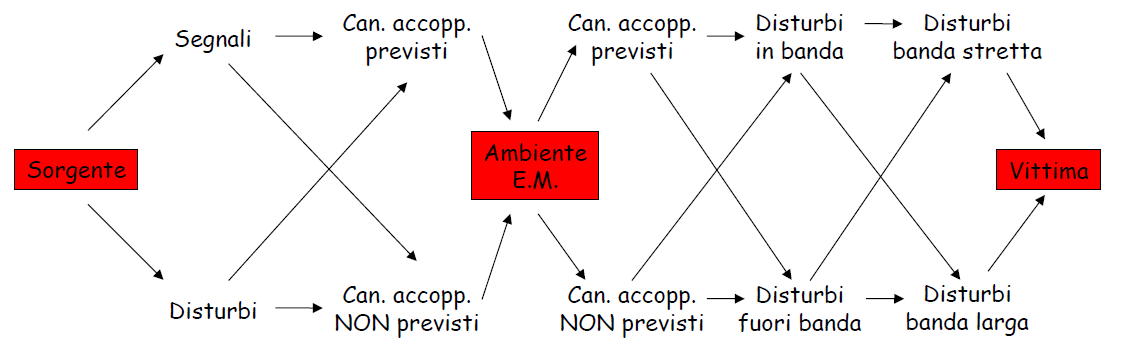 Segnali
Can. accopp.
previsti
Can. accopp.
previsti
Disturbi
in banda
Disturbi
banda stretta
Sorgente
Ambiente
E.M.
Vittima
Disturbi
Can. accopp.
NON previsti
Can. accopp.
NON previsti
Disturbi
fuori banda
Disturbi
banda larga